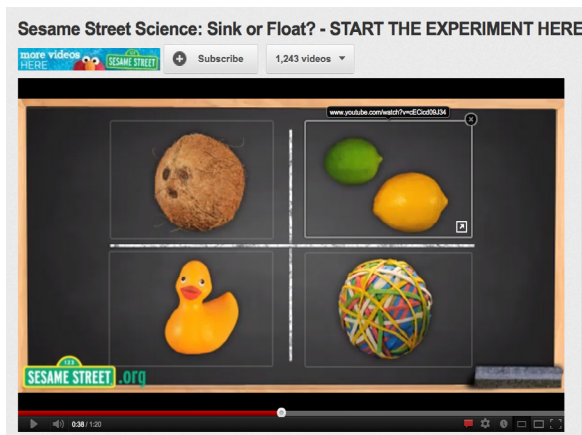 Sesame Street Science: Sink or Float? - START THE EXPERIMENT HERE
more videos
HERE
SESAME STREET
Subscribe
1,243 videos
www.youtube.com/watch?v=cECicd09J34
123
SESAME STREET .org
0:38 / 1:20